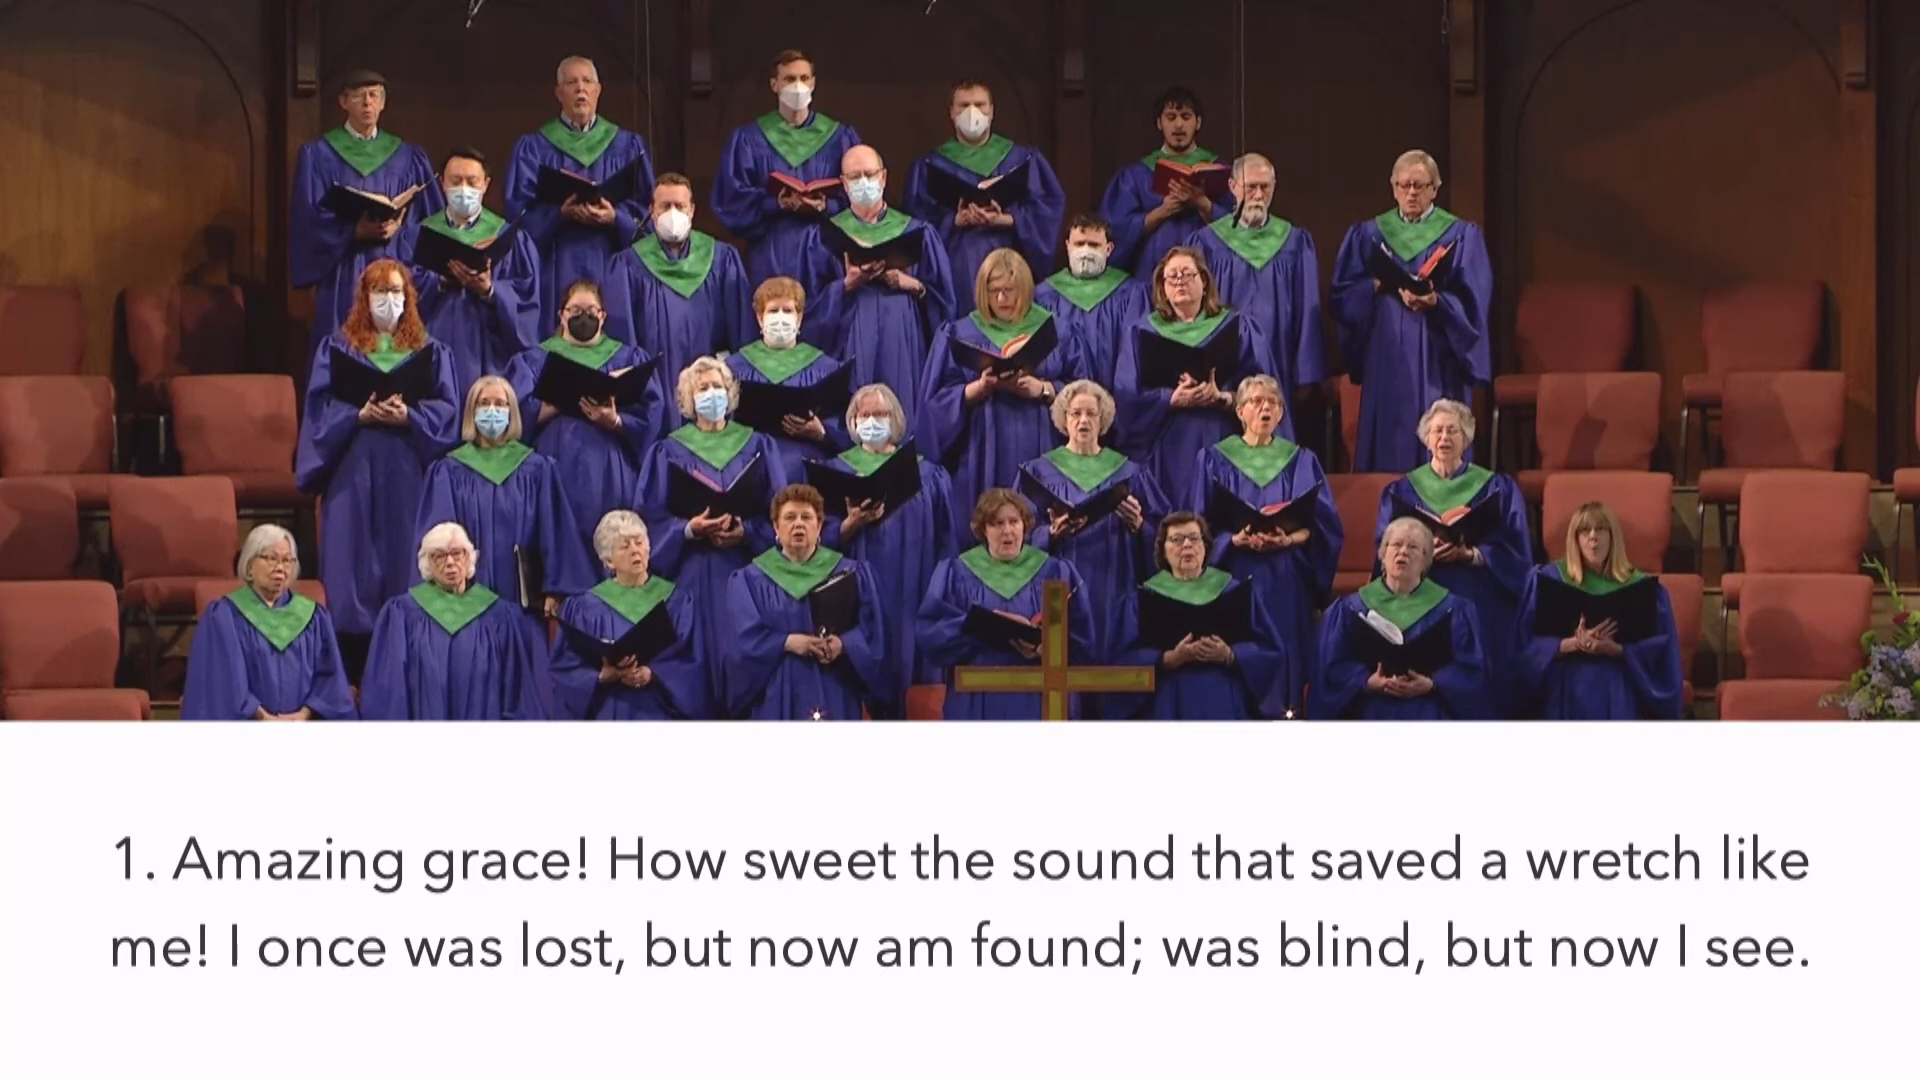 1. Amazing grace! How sweet the sound that saved a wretch like
me! I once was lost, but now am found; was blind, but now I see.